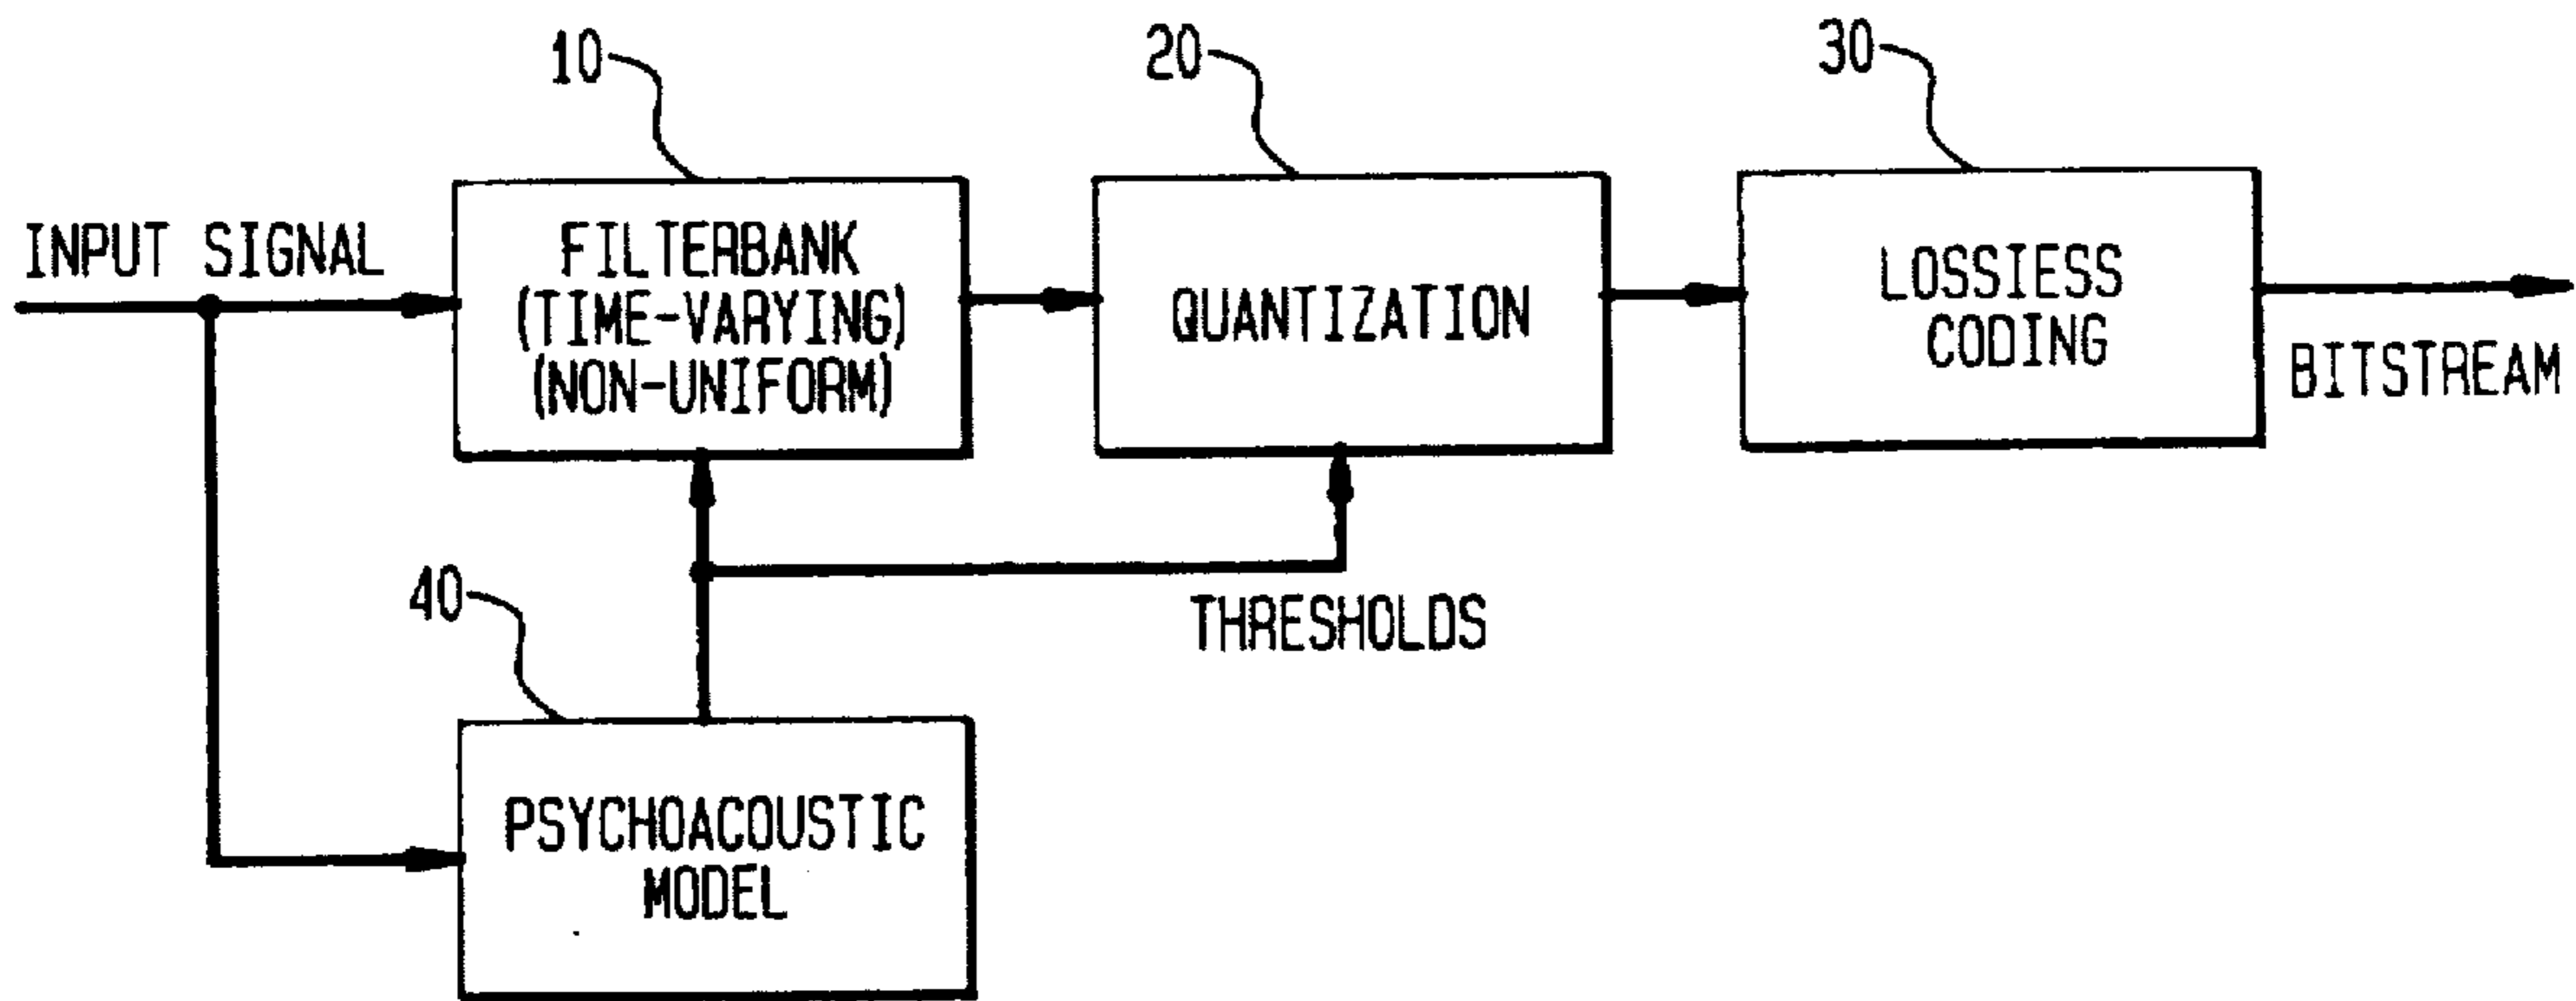 10
20
30
INPUT SIGNAL
FILTERBANK
(TIME-VARYING)
(NON-UNIFORM)
QUANTIZATION
LOSSIESS
CODING
BITSTREAM
THRESHOLDS
40
PSYCHOACOUSTIC
MODEL